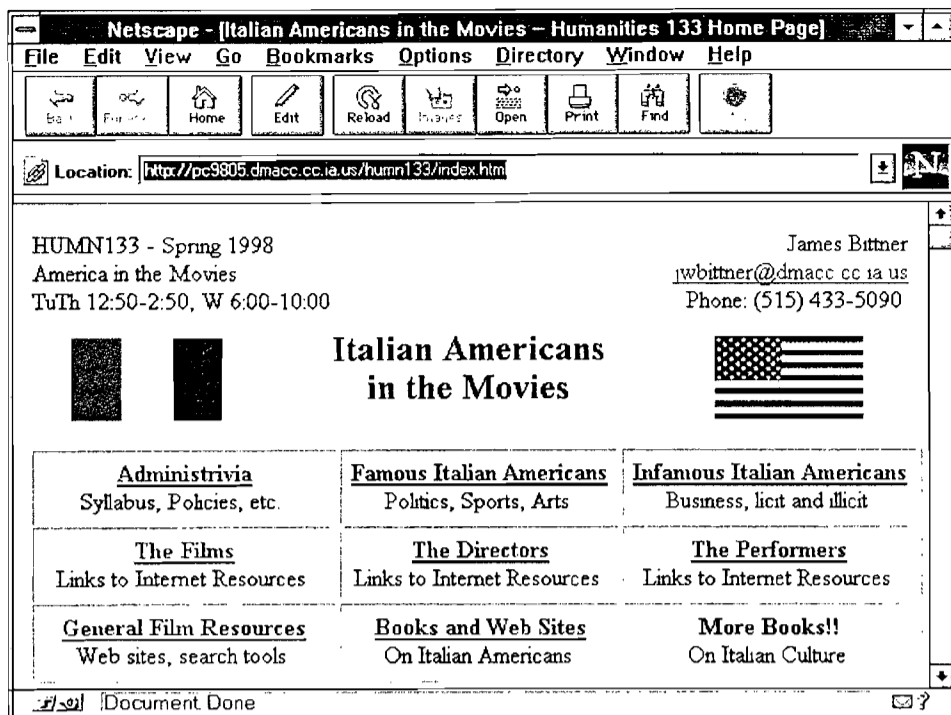 Netscape - [Italian Americans in the Movies – Humanities 133 Home Page]
File Edit View Go Bookmarks Options Directory Window Help
Back Forward Home Edit Reload Images Open Print Find
Location: http://pc9805.dmacc.cc.ia.us/humn133/index.htm
HUMN133 - Spring 1998
America in the Movies
TuTh 12:50-2:50, W 6:00-10:00
James Bittner
jwbittner@dmacc.cc.ia.us
Phone: (515) 433-5090
Italian Americans
in the Movies
Administrivia
Syllabus, Policies, etc.
Famous Italian Americans
Politics, Sports, Arts
Infamous Italian Americans
Business, licit and illicit
The Films
Links to Internet Resources
The Directors
Links to Internet Resources
The Performers
Links to Internet Resources
General Film Resources
Web sites, search tools
Books and Web Sites
On Italian Americans
More Books!!
On Italian Culture
Document Done